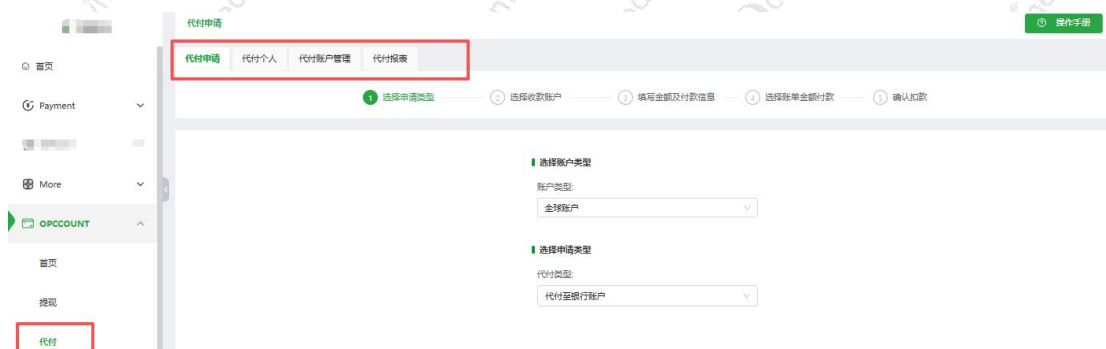 代付申请
操作手册
首页
代付申请 代付个人 代付账户管理 代付报表
Payment
1 选择申请类型 2 选择收款账户 3 填写金额及付款信息 4 选择账单金额付款 5 确认扣款
More
OPCCOUNT
首页
提现
代付
选择账户类型
账户类型:
全球账户
选择申请类型
代付类型:
代付至银行账户